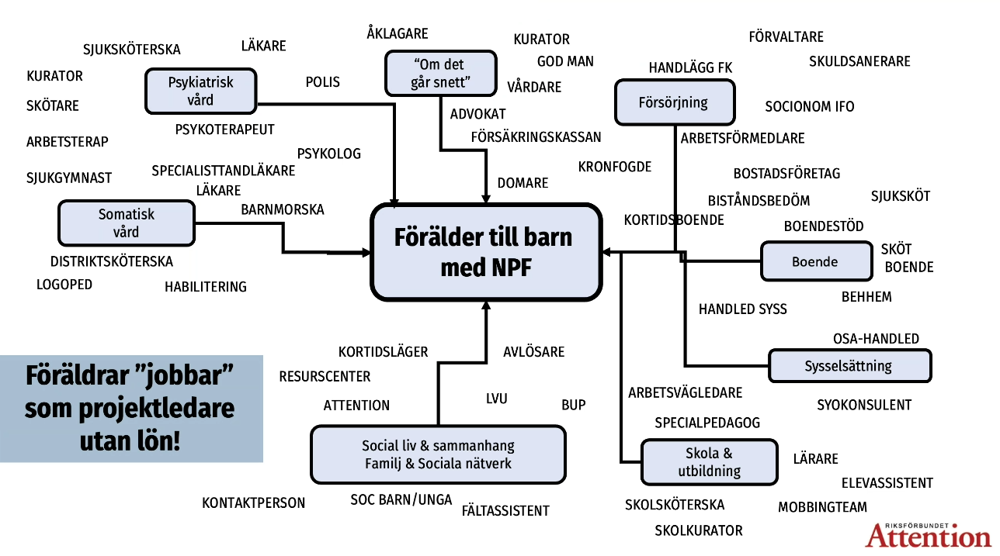 ÅKLAGARE
SJUKSKÖTERSKA
LÄKARE
KURATOR
FÖRVALTARE
GOD MAN
SKULDSANERARE
HANDLÄGG FK
KURATOR
Psykiatrisk
vård
POLIS
“Om det
går snett”
VÅRDARE
Försörjning
SKÖTARE
SOCIONOM IFO
ADVOKAT
PSYKOTERAPEUT
FÖRSÄKRINGSKASSAN
ARBETSFÖRMEDLARE
ARBETSTERAP
PSYKOLOG
SPECIALISTTANDLÄKARE
KRONFOGDE
BOSTADSFÖRETAG
SJUKGYMNAST
LÄKARE
DOMARE
BISTÅNDSBEDÖM
SJUKSKÖT
BARNMORSKA
Somatisk
vård
KORTIDSBOENDE
BOENDESTÖD
Förälder till barn
med NPF
SKÖT
BOENDE
Boende
DISTRIKTSKÖTERSKA
LOGOPED
HABILITERING
BEHHEM
HANDLED SYSS
OSA-HANDLED
KORTIDSLÄGER
AVLÖSARE
Sysselsättning
Föräldrar ”jobbar”
som projektledare
utan lön!
RESURSCENTER
ARBETSVÄGLEDARE
ATTENTION
LVU
BUP
SYOKONSULENT
SPECIALPEDAGOG
Social liv & sammanhang
Familj & Sociala nätverk
Skola &
utbildning
LÄRARE
ELEVASSISTENT
KONTAKTPERSON
SOC BARN/UNGA
FÄLTASSISTENT
SKOLSKÖTERSKA
MOBBINGTEAM
SKOLKURATOR
RIKSFÖRBUNDET
Attention